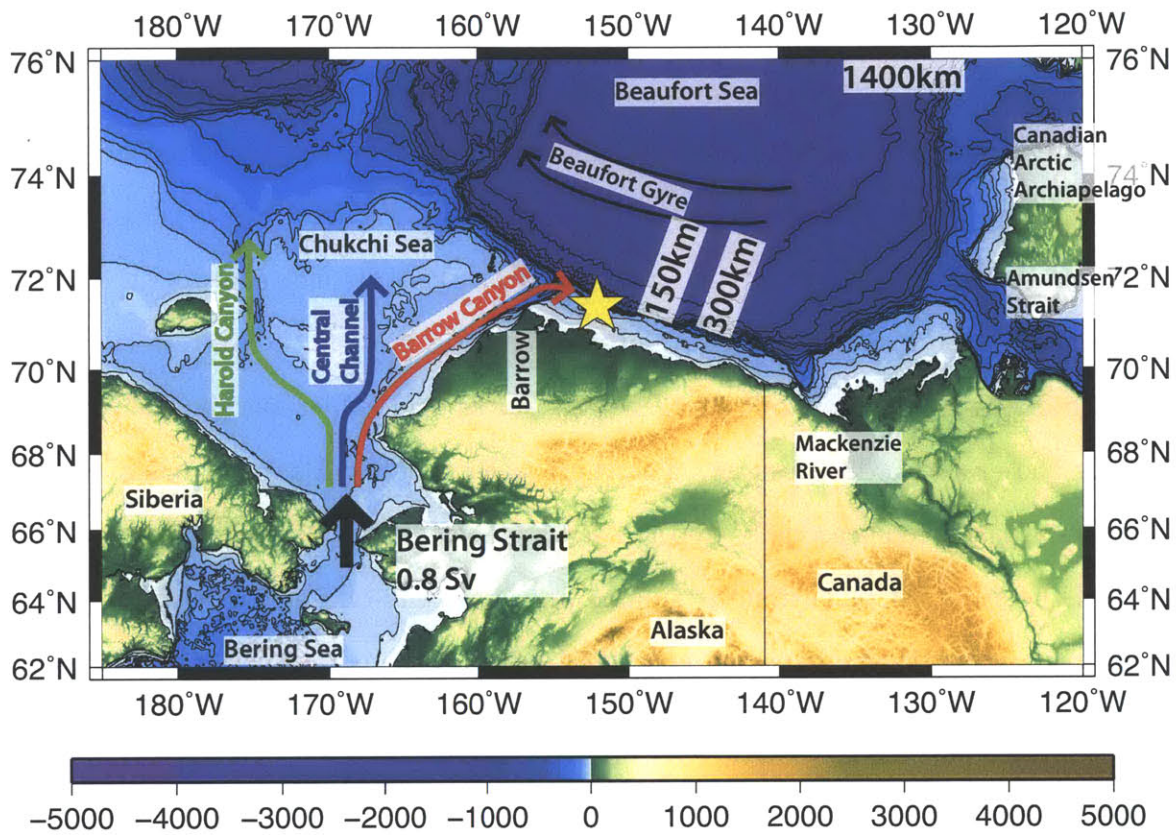 180°W 170°W 160°W 150°W 140°W 130°W 120°W
76°N
74°N
72°N
70°N
68°N
66°N
64°N
62°N
76°N
74°N
72°N
70°N
68°N
66°N
64°N
62°N
1400km
Beaufort Sea
Canadian
Arctic
Archiapelago
Beaufort Gyre
Chukchi Sea
150km
300km
Amundsen
Strait
Harold Canyon
Central
Channel
Barrow Canyon
Barrow
Mackenzie
River
Siberia
Bering Strait
0.8 Sv
Canada
Alaska
Bering Sea
180°W 170°W 160°W 150°W 140°W 130°W 120°W
−5000 −4000 −3000 −2000 −1000 0 1000 2000 3000 4000 5000